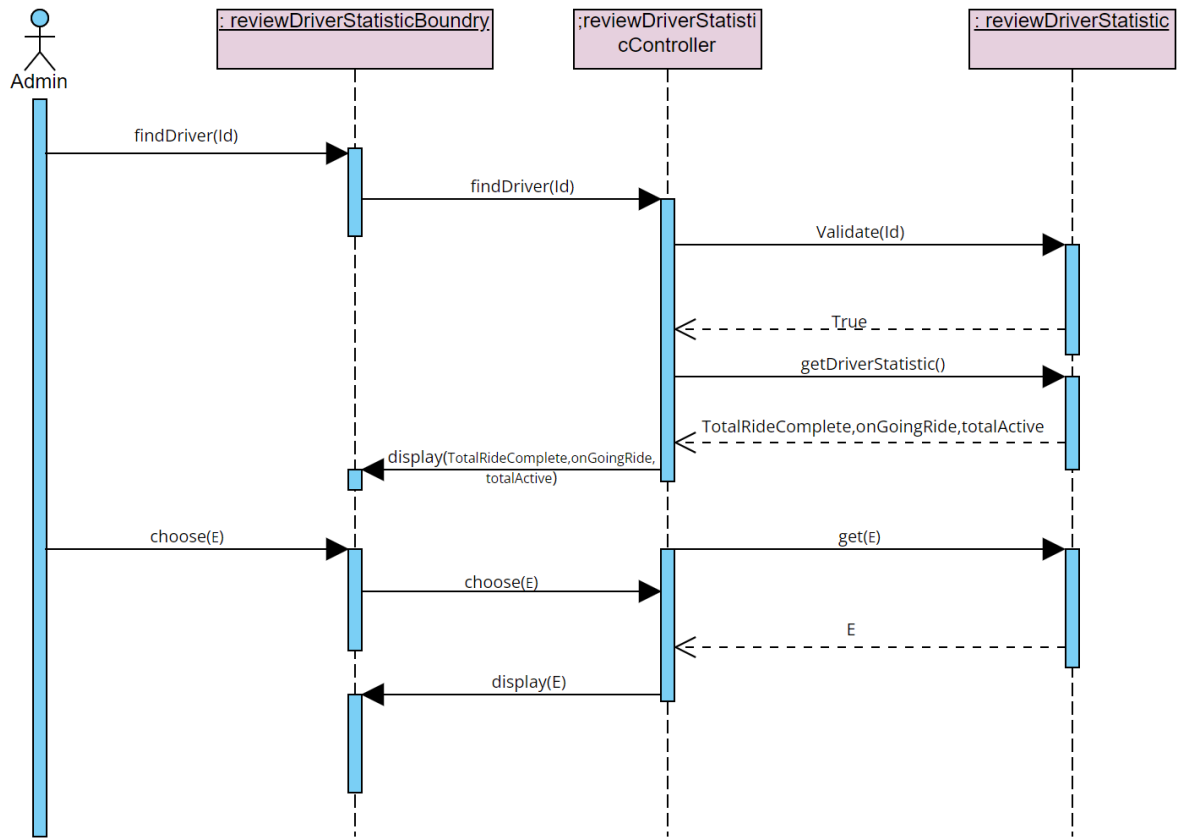 : reviewDriverStatisticBoundry
;reviewDriverStatisti
cController
: reviewDriverStatistic
Admin
findDriver(Id)
findDriver(Id)
Validate(Id)
True
getDriverStatistic()
TotalRideComplete,onGoingRide,totalActive
display(TotalRideComplete,onGoingRide,
totalActive)
choose(E)
get(E)
choose(E)
E
display(E)